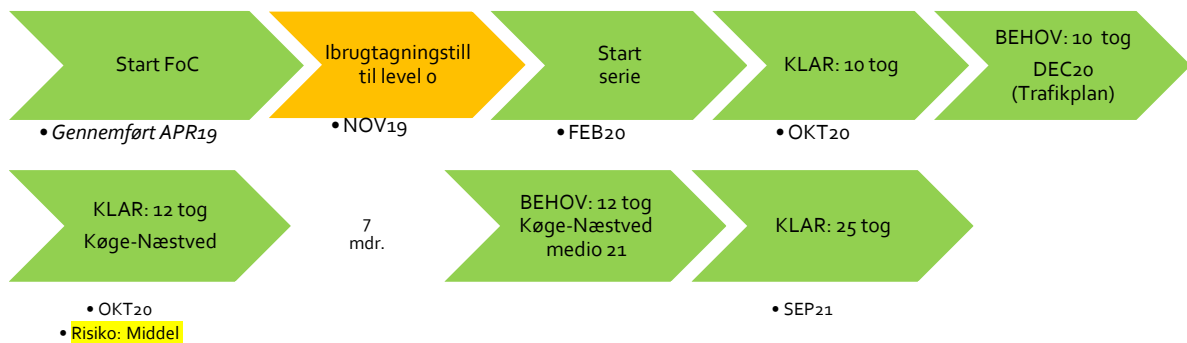 Start FoC
Ibrugtagningstill
til level 0
Start
serie
KLAR: 10 tog
BEHOV: 10 tog
DEC20
(Trafikplan)
• Gennemført APR19
• NOV19
• FEB20
• OKT20
KLAR: 12 tog
Køge-Næstved
7
mdr.
BEHOV: 12 tog
Køge-Næstved
medio 21
KLAR: 25 tog
• OKT20
• Risiko: Middel
• SEP21